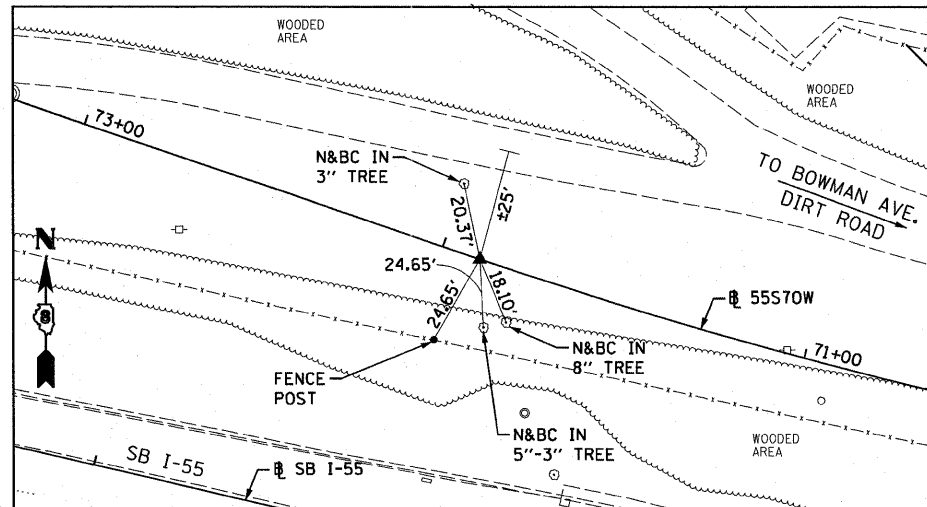 WOODED
AREA
WOODED
AREA
73+00
N&BC IN
3" TREE
TO BOWMAN AVE.
DIRT ROAD
±25'
20.37'
N
24.65'
24.65'
18.10'
8
℄ 55S70W
N&BC IN
8" TREE
71+00
FENCE
POST
N&BC IN
5"-3" TREE
WOODED
AREA
SB I-55
℄ SB I-55